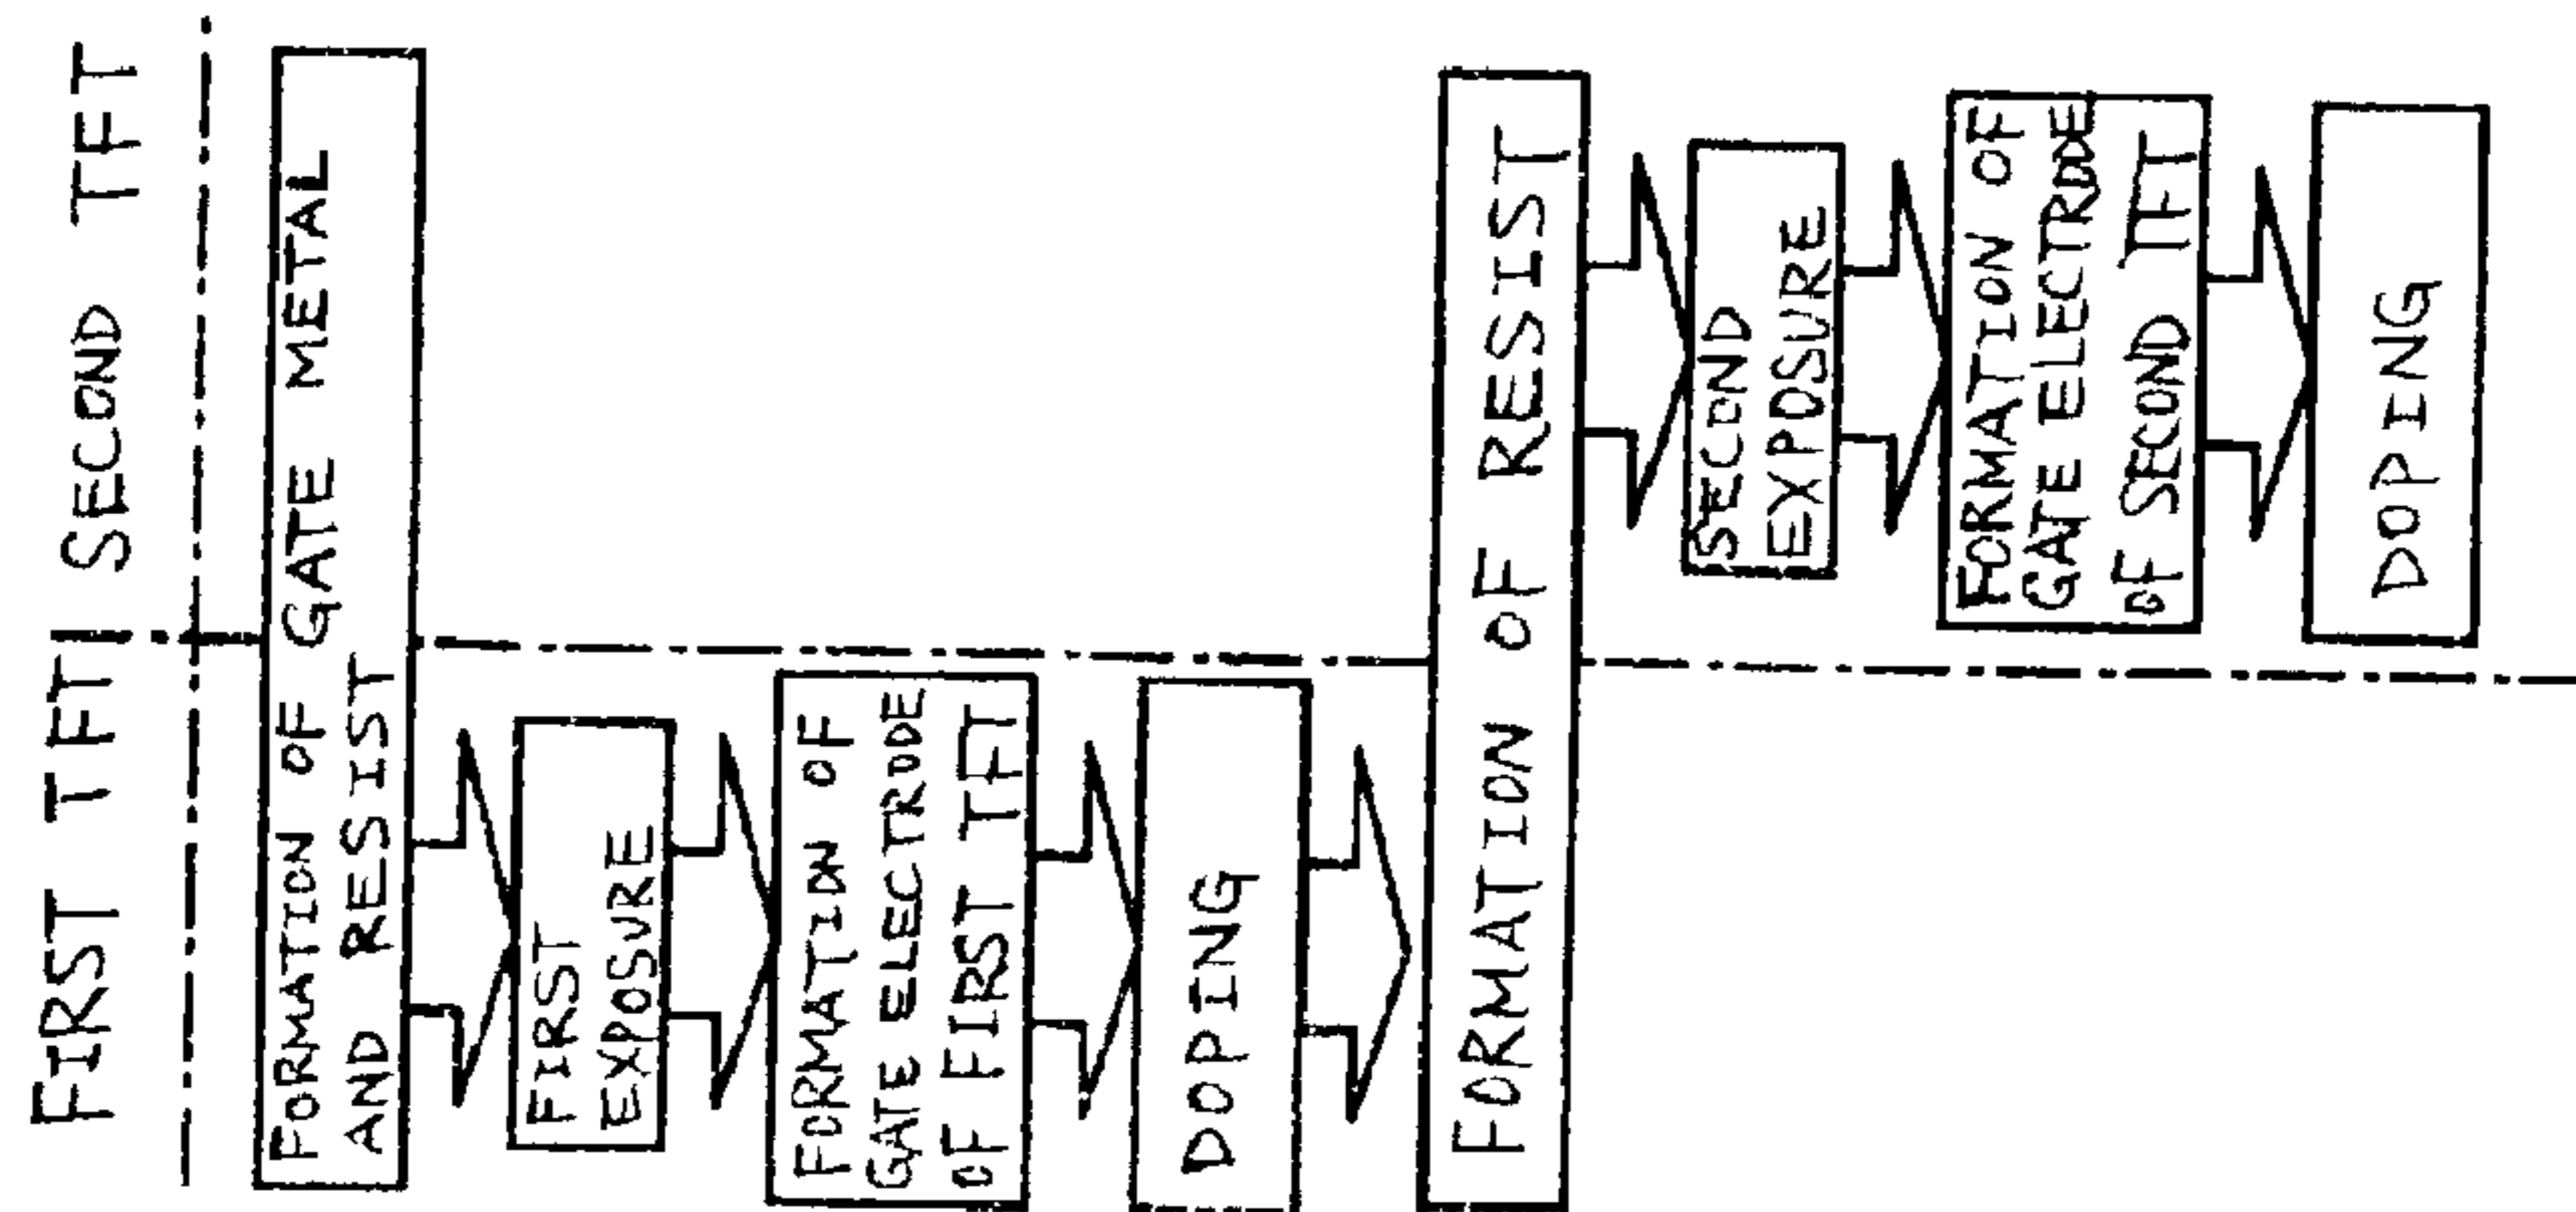 FIRST TFT
SECOND TFT
FORMATION OF GATE METAL
AND RESIST
FIRST
EXPOSURE
FORMATION OF
GATE ELECTRODE
OF FIRST TFT
DOPING
FORMATION OF RESIST
SECOND
EXPOSURE
FORMATION OF
GATE ELECTRODE
OF SECOND TFT
DOPING